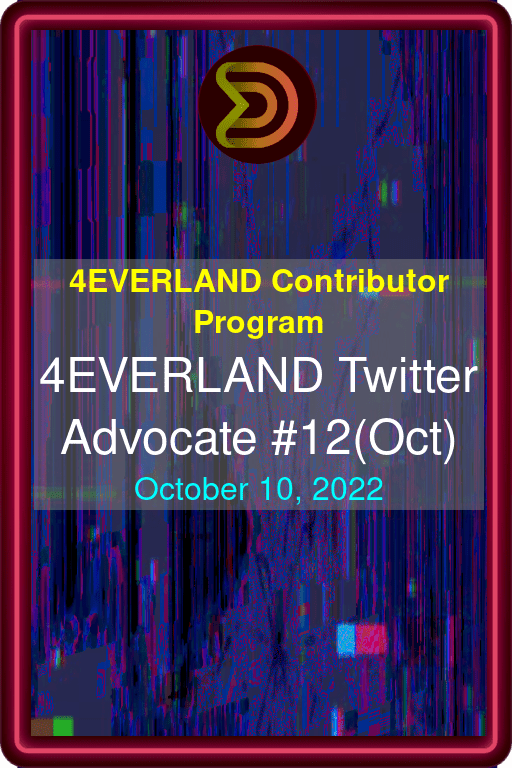 4EVERLAND Contributor
Program
4EVERLAND Twitter
Advocate #12(Oct)
October 10, 2022